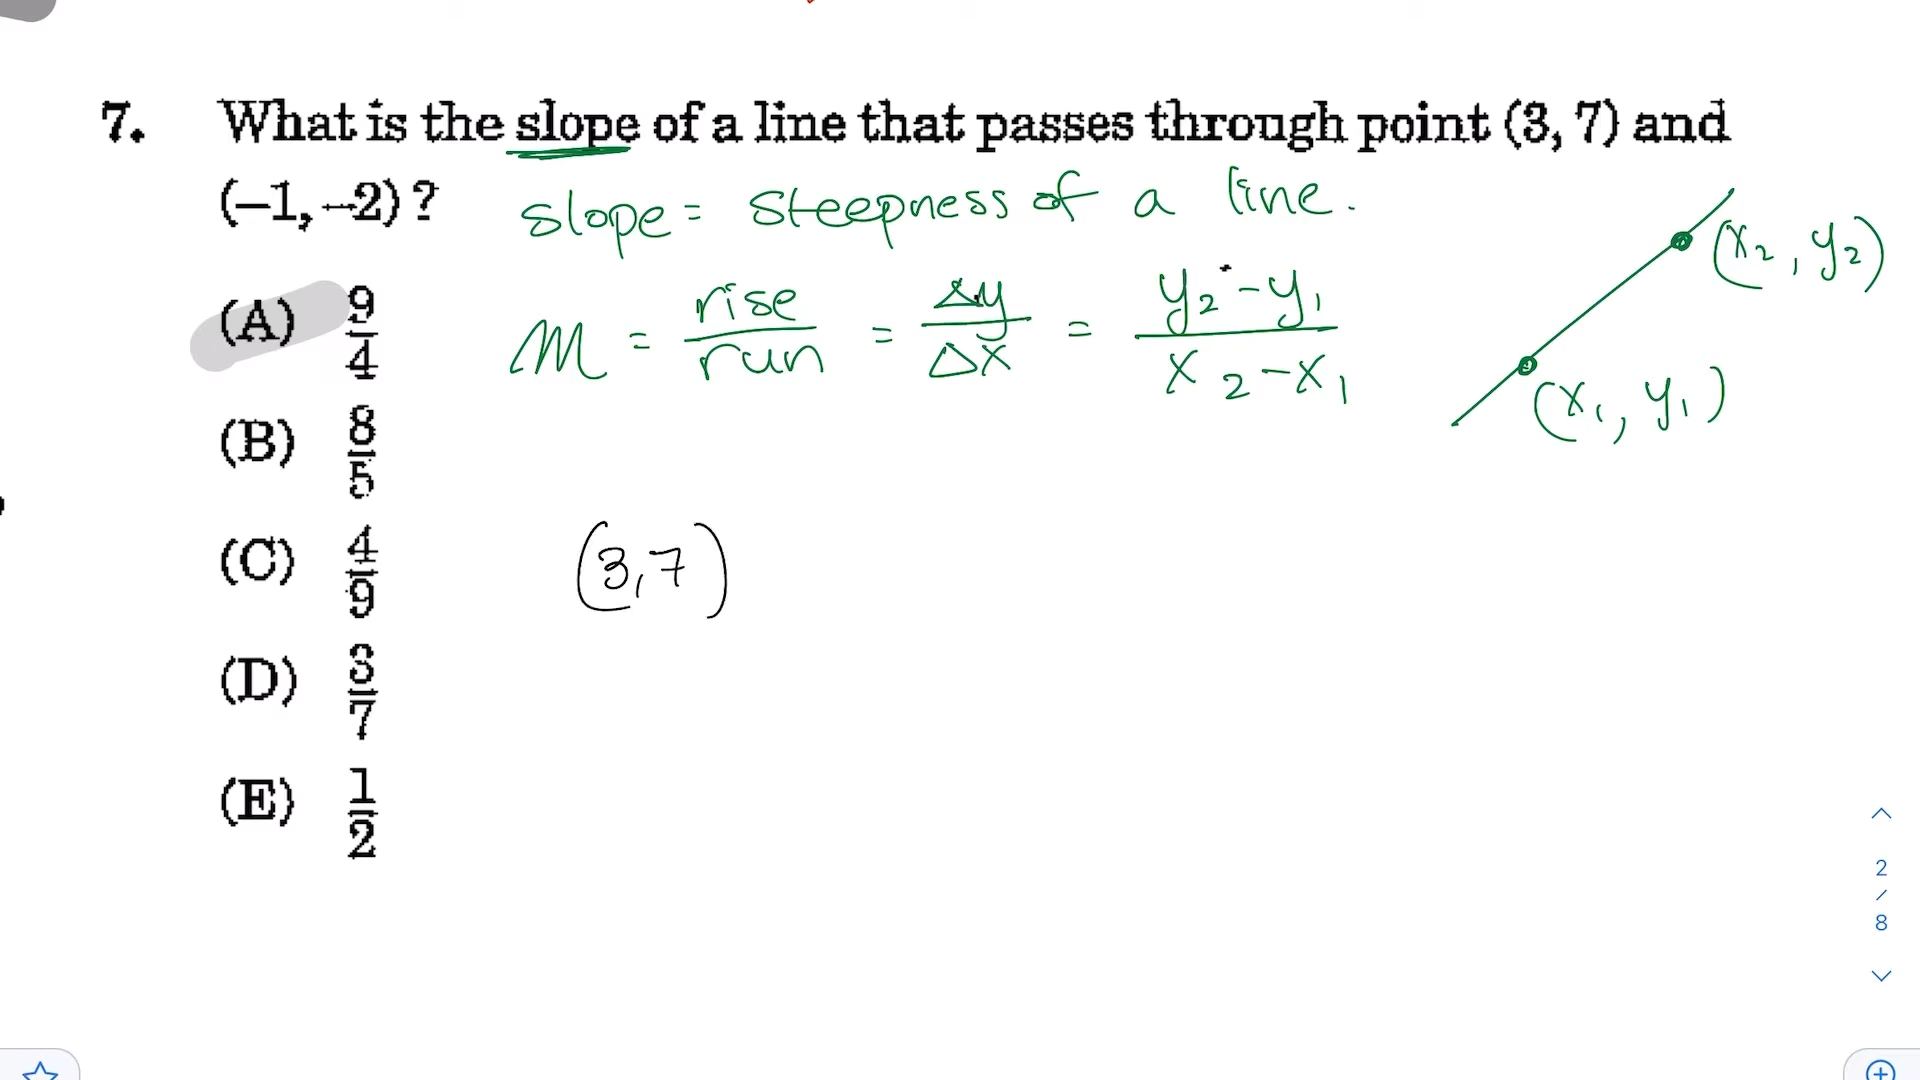 7. What is the slope of a line that passes through point (3, 7) and
(–1, –2)?
slope = steepness of a line.
m = rise/run = Δy/Δx = y₂-y₁/x₂-x₁
(x₂, y₂)
(x₁, y₁)
(A) 9/4
(B) 8/5
(C) 4/9
(D) 3/7
(E) 1/2
(3,7)
2
/
8